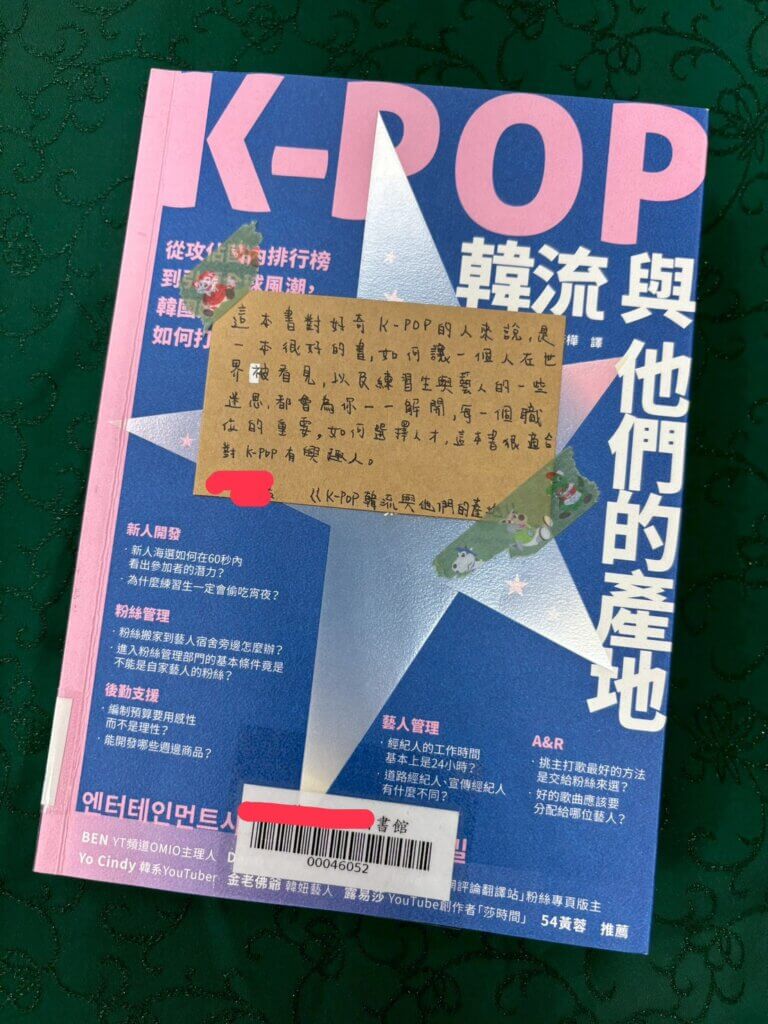 K-POP
韓流與
他們的產地
從攻佔國內排行榜
到引 球風潮，
韓國
如何打
樺 譯
這本書對好奇K-POP的人來說，是
一本很好的書，如何讓一個人在世
界被看見，以及練習生與藝人的一些
迷思，都會為你一一解開，每一個職
位的重要。如何選擇人才，這本書很適合
對K-POP有興趣人。
《K-POP韓流與他們的產地
新人開發
・新人海選如何在60秒內
看出參加者的潛力？
・為什麼練習生一定會偷吃宵夜？
粉絲管理
・粉絲搬家到藝人宿舍旁邊怎麼辦？
・進入粉絲管理部門的基本條件竟是
不能是自家藝人的粉絲？
後勤支援
・編制預算要用感性
而不是理性？
・能開發哪些週邊商品？
藝人管理
・經紀人的工作時間
基本上是24小時？
・道路經紀人、宣傳經紀人
有什麼不同？
A&R
・挑主打歌最好的方法
是交給粉絲來選？
・好的歌曲應該要
分配給哪位藝人？
엔터테인먼트사 밀
書館
00046052
BEN YT頻道OMIO主理人 D 評論翻譯站」粉絲專頁版主
Yo Cindy 韓系YouTuber 金老佛爺 韓妞藝人 露易沙 YouTube創作者「莎時間」 54黃蓉 推薦